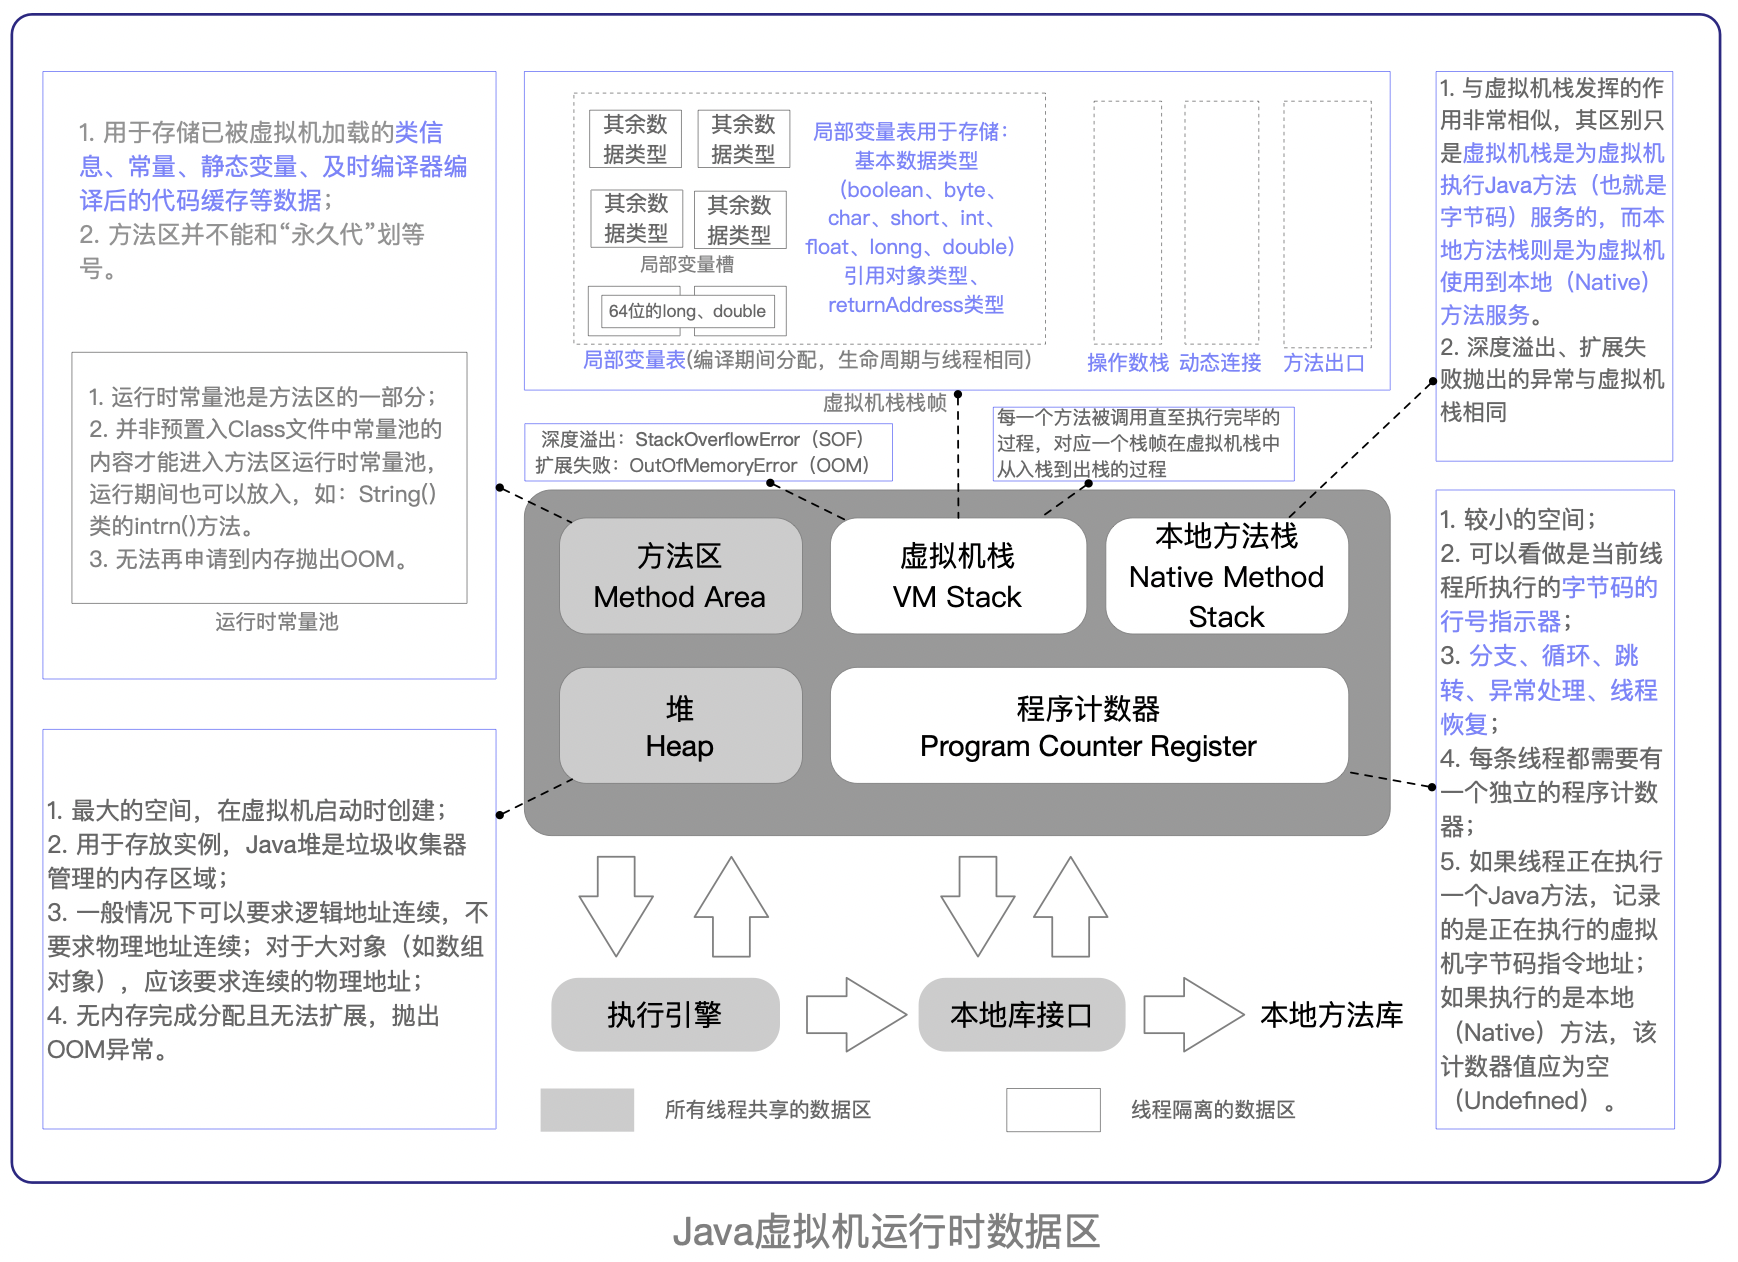 1. 用于存储已被虚拟机加载的类信
息、常量、静态变量、及时编译器编
译后的代码缓存等数据；
2. 方法区并不能和“永久代”划等
号。
1. 运行时常量池是方法区的一部分；
2. 并非预置入Class文件中常量池的
内容才能进入方法区运行时常量池，
运行期间也可以放入，如：String()
类的intrn()方法。
3. 无法再申请到内存抛出OOM。
运行时常量池
1. 最大的空间，在虚拟机启动时创建；
2. 用于存放实例，Java堆是垃圾收集器
管理的内存区域；
3. 一般情况下可以要求逻辑地址连续，不
要求物理地址连续；对于大对象（如数组
对象），应该要求连续的物理地址；
4. 无内存完成分配且无法扩展，抛出
OOM异常。
其余数
据类型
其余数
据类型
其余数
据类型
其余数
据类型
局部变量槽
64位的long、double
局部变量表用于存储：
基本数据类型
（boolean、byte、
char、short、int、
float、lonng、double）
引用对象类型、
returnAddress类型
局部变量表(编译期间分配，生命周期与线程相同)
操作数栈
动态连接
方法出口
虚拟机栈栈帧
深度溢出：StackOverflowError（SOF）
扩展失败：OutOfMemoryError（OOM）
每一个方法被调用直至执行完毕的
过程，对应一个栈帧在虚拟机栈中
从入栈到出栈的过程
方法区
Method Area
虚拟机栈
VM Stack
本地方法栈
Native Method
Stack
堆
Heap
程序计数器
Program Counter Register
执行引擎
本地库接口
本地方法库
所有线程共享的数据区
线程隔离的数据区
1. 与虚拟机栈发挥的作
用非常相似，其区别只
是虚拟机栈是为虚拟机
执行Java方法（也就是
字节码）服务的，而本
地方法栈则是为虚拟机
使用到本地（Native）
方法服务。
2. 深度溢出、扩展失
败抛出的异常与虚拟机
栈相同
1. 较小的空间；
2. 可以看做是当前线
程所执行的字节码的
行号指示器；
3. 分支、循环、跳
转、异常处理、线程
恢复；
4. 每条线程都需要有
一个独立的程序计数
器；
5. 如果线程正在执行
一个Java方法，记录
的是正在执行的虚拟
机字节码指令地址；
如果执行的是本地
（Native）方法，该
计数器值应为空
（Undefined）。
Java虚拟机运行时数据区